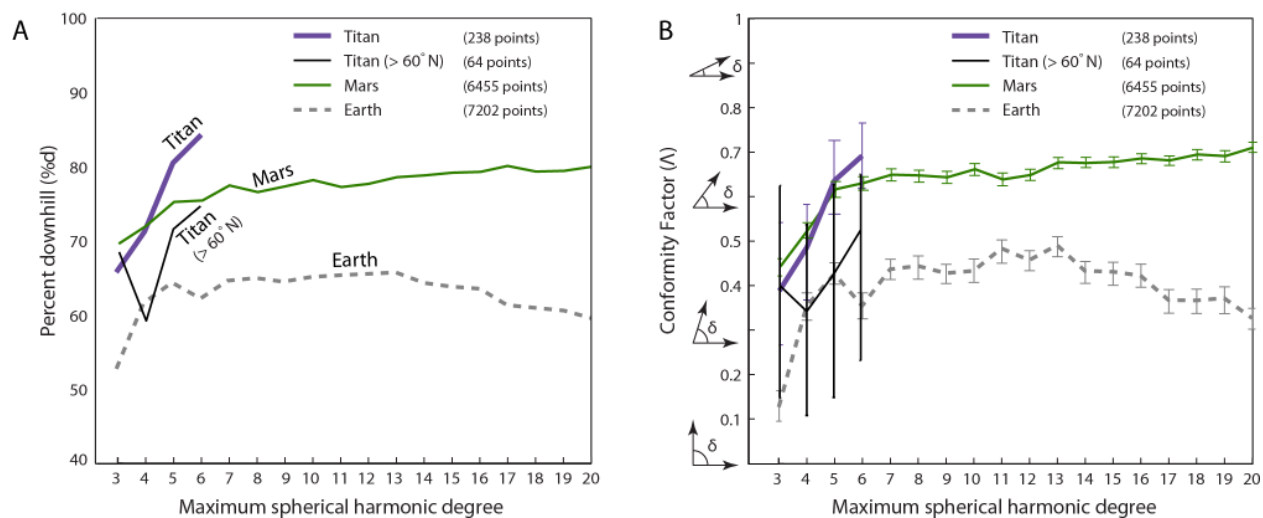 A
100
90
80
70
60
50
40
Percent downhill (%d)
Titan (238 points)
Titan (> 60° N) (64 points)
Mars (6455 points)
Earth (7202 points)
Titan
Mars
Titan
(> 60° N)
Earth
3 4 5 6 7 8 9 10 11 12 13 14 15 16 17 18 19 20
Maximum spherical harmonic degree
B
1
0.8
0.7
0.6
0.5
0.4
0.2
0.1
Conformity Factor (Λ)
δ
δ
δ
δ
Titan (238 points)
Titan (> 60° N) (64 points)
Mars (6455 points)
Earth (7202 points)
3 4 5 6 7 8 9 10 11 12 13 14 15 16 17 18 19 20
Maximum spherical harmonic degree